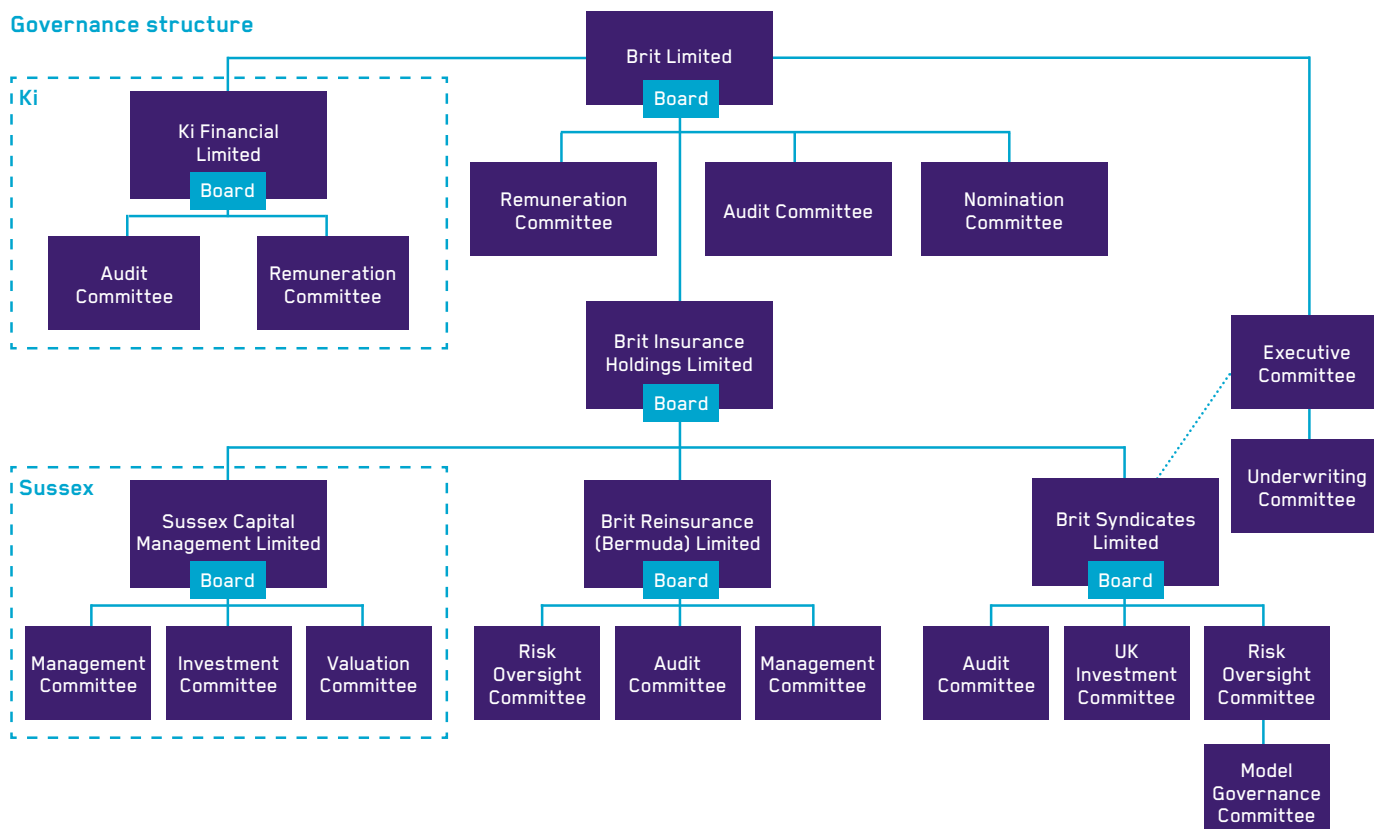 Governance structure
Brit Limited
Board
Ki
Ki Financial
Limited
Board
Audit
Committee
Remuneration
Committee
Remuneration
Committee
Audit Committee
Nomination
Committee
Brit Insurance
Holdings Limited
Board
Executive
Committee
Underwriting
Committee
Sussex
Sussex Capital
Management Limited
Board
Management
Committee
Investment
Committee
Valuation
Committee
Brit Reinsurance
(Bermuda) Limited
Board
Risk
Oversight
Committee
Audit
Committee
Management
Committee
Brit Syndicates
Limited
Board
Audit
Committee
UK
Investment
Committee
Risk
Oversight
Committee
Model
Governance
Committee